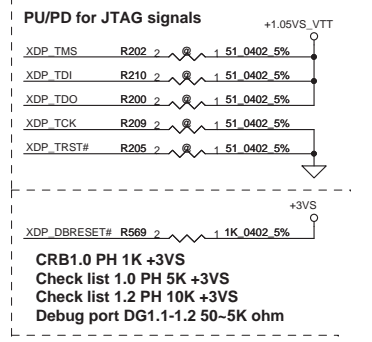 PU/PD for JTAG signals
+1.05VS_VTT
XDP_TMS R202 2 @ 1 51_0402_5%
XDP_TDI R210 2 @ 1 51_0402_5%
XDP_TDO R200 2 @ 1 51_0402_5%
XDP_TCK R209 2 @ 1 51_0402_5%
XDP_TRST# R205 2 @ 1 51_0402_5%
+3VS
XDP_DBRESET# R569 2 1 1K_0402_5%
CRB1.0 PH 1K +3VS
Check list 1.0 PH 5K +3VS
Check list 1.2 PH 10K +3VS
Debug port DG1.1-1.2 50~5K ohm